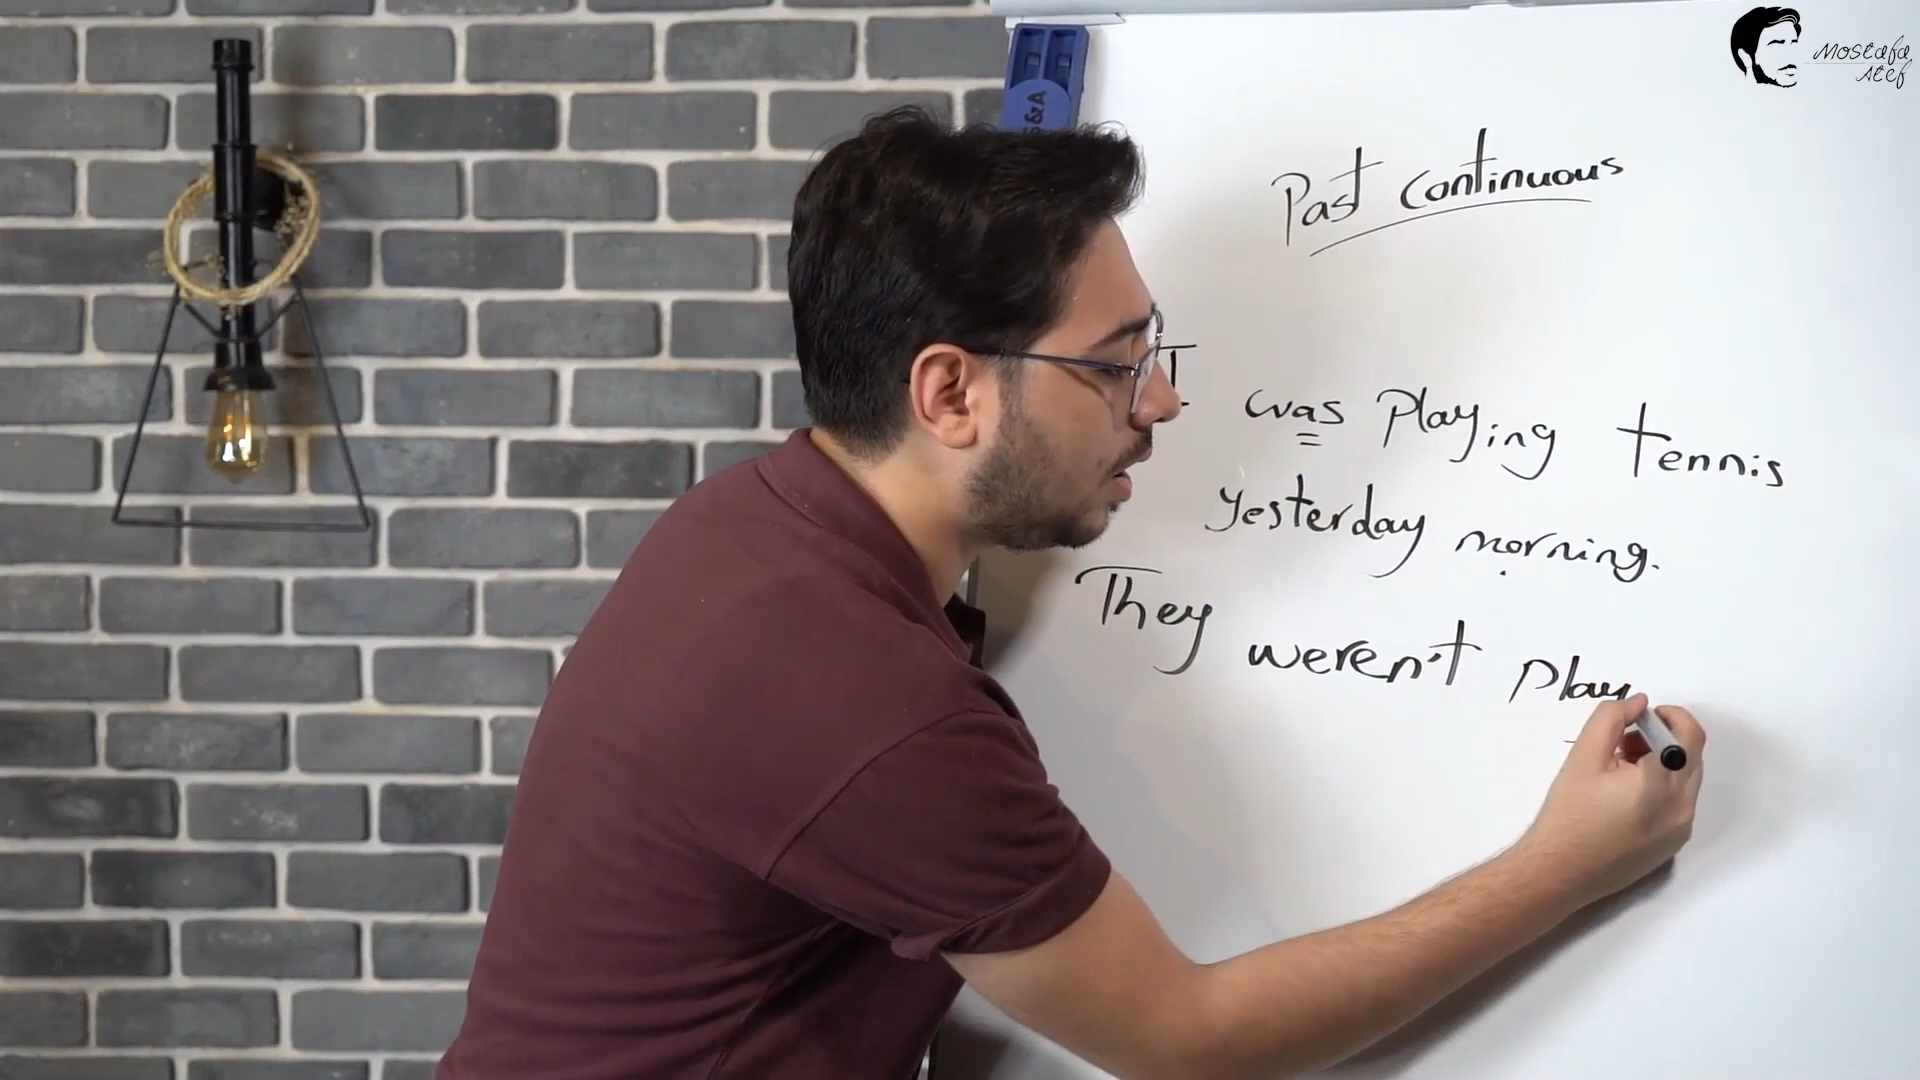 Mostafa
Atef
S&A
Past continuous
I was playing tennis
yesterday morning.
They weren't play